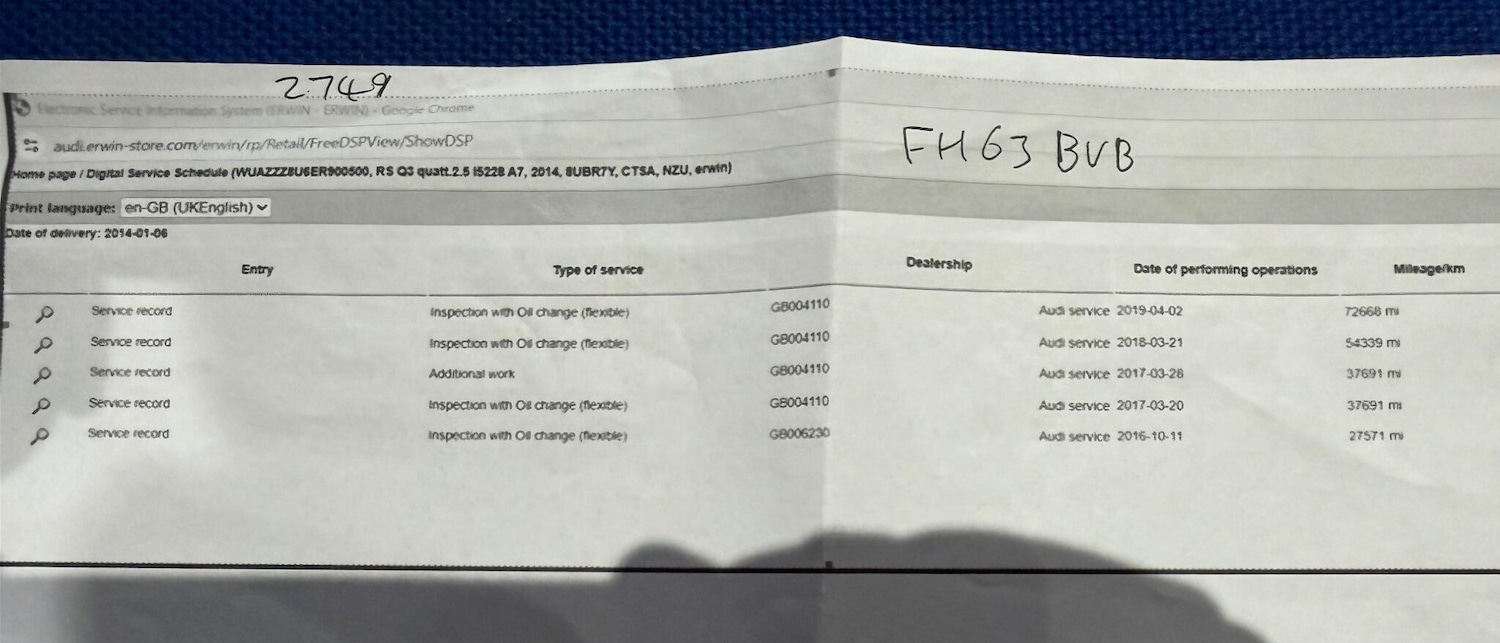 2749
Electronic Service Information System (ERWIN - ERWIN) - Google Chrome
audi.erwin-store.com/erwin/rp/Retail/FreeDSPView/ShowDSP
FH63 BVB
Home page / Digital Service Schedule (WUAZZZ8U6ER900500, RS Q3 quatt.2.5 I5228 A7, 2014, 8UBR7Y, CTSA, NZU, erwin)
Print language: en-GB (UKEnglish)
Date of delivery: 2014-01-06
Entry Type of service Dealership Date of performing operations Mileage/km
Service record Inspection with Oil change (flexible) GB004110 Audi service 2019-04-02 72668 mi
Service record Inspection with Oil change (flexible) GB004110 Audi service 2018-03-21 54339 mi
Service record Additional work GB004110 Audi service 2017-03-28 37691 mi
Service record Inspection with Oil change (flexible) GB004110 Audi service 2017-03-20 37691 mi
Service record Inspection with Oil change (flexible) GB006230 Audi service 2016-10-11 27571 mi